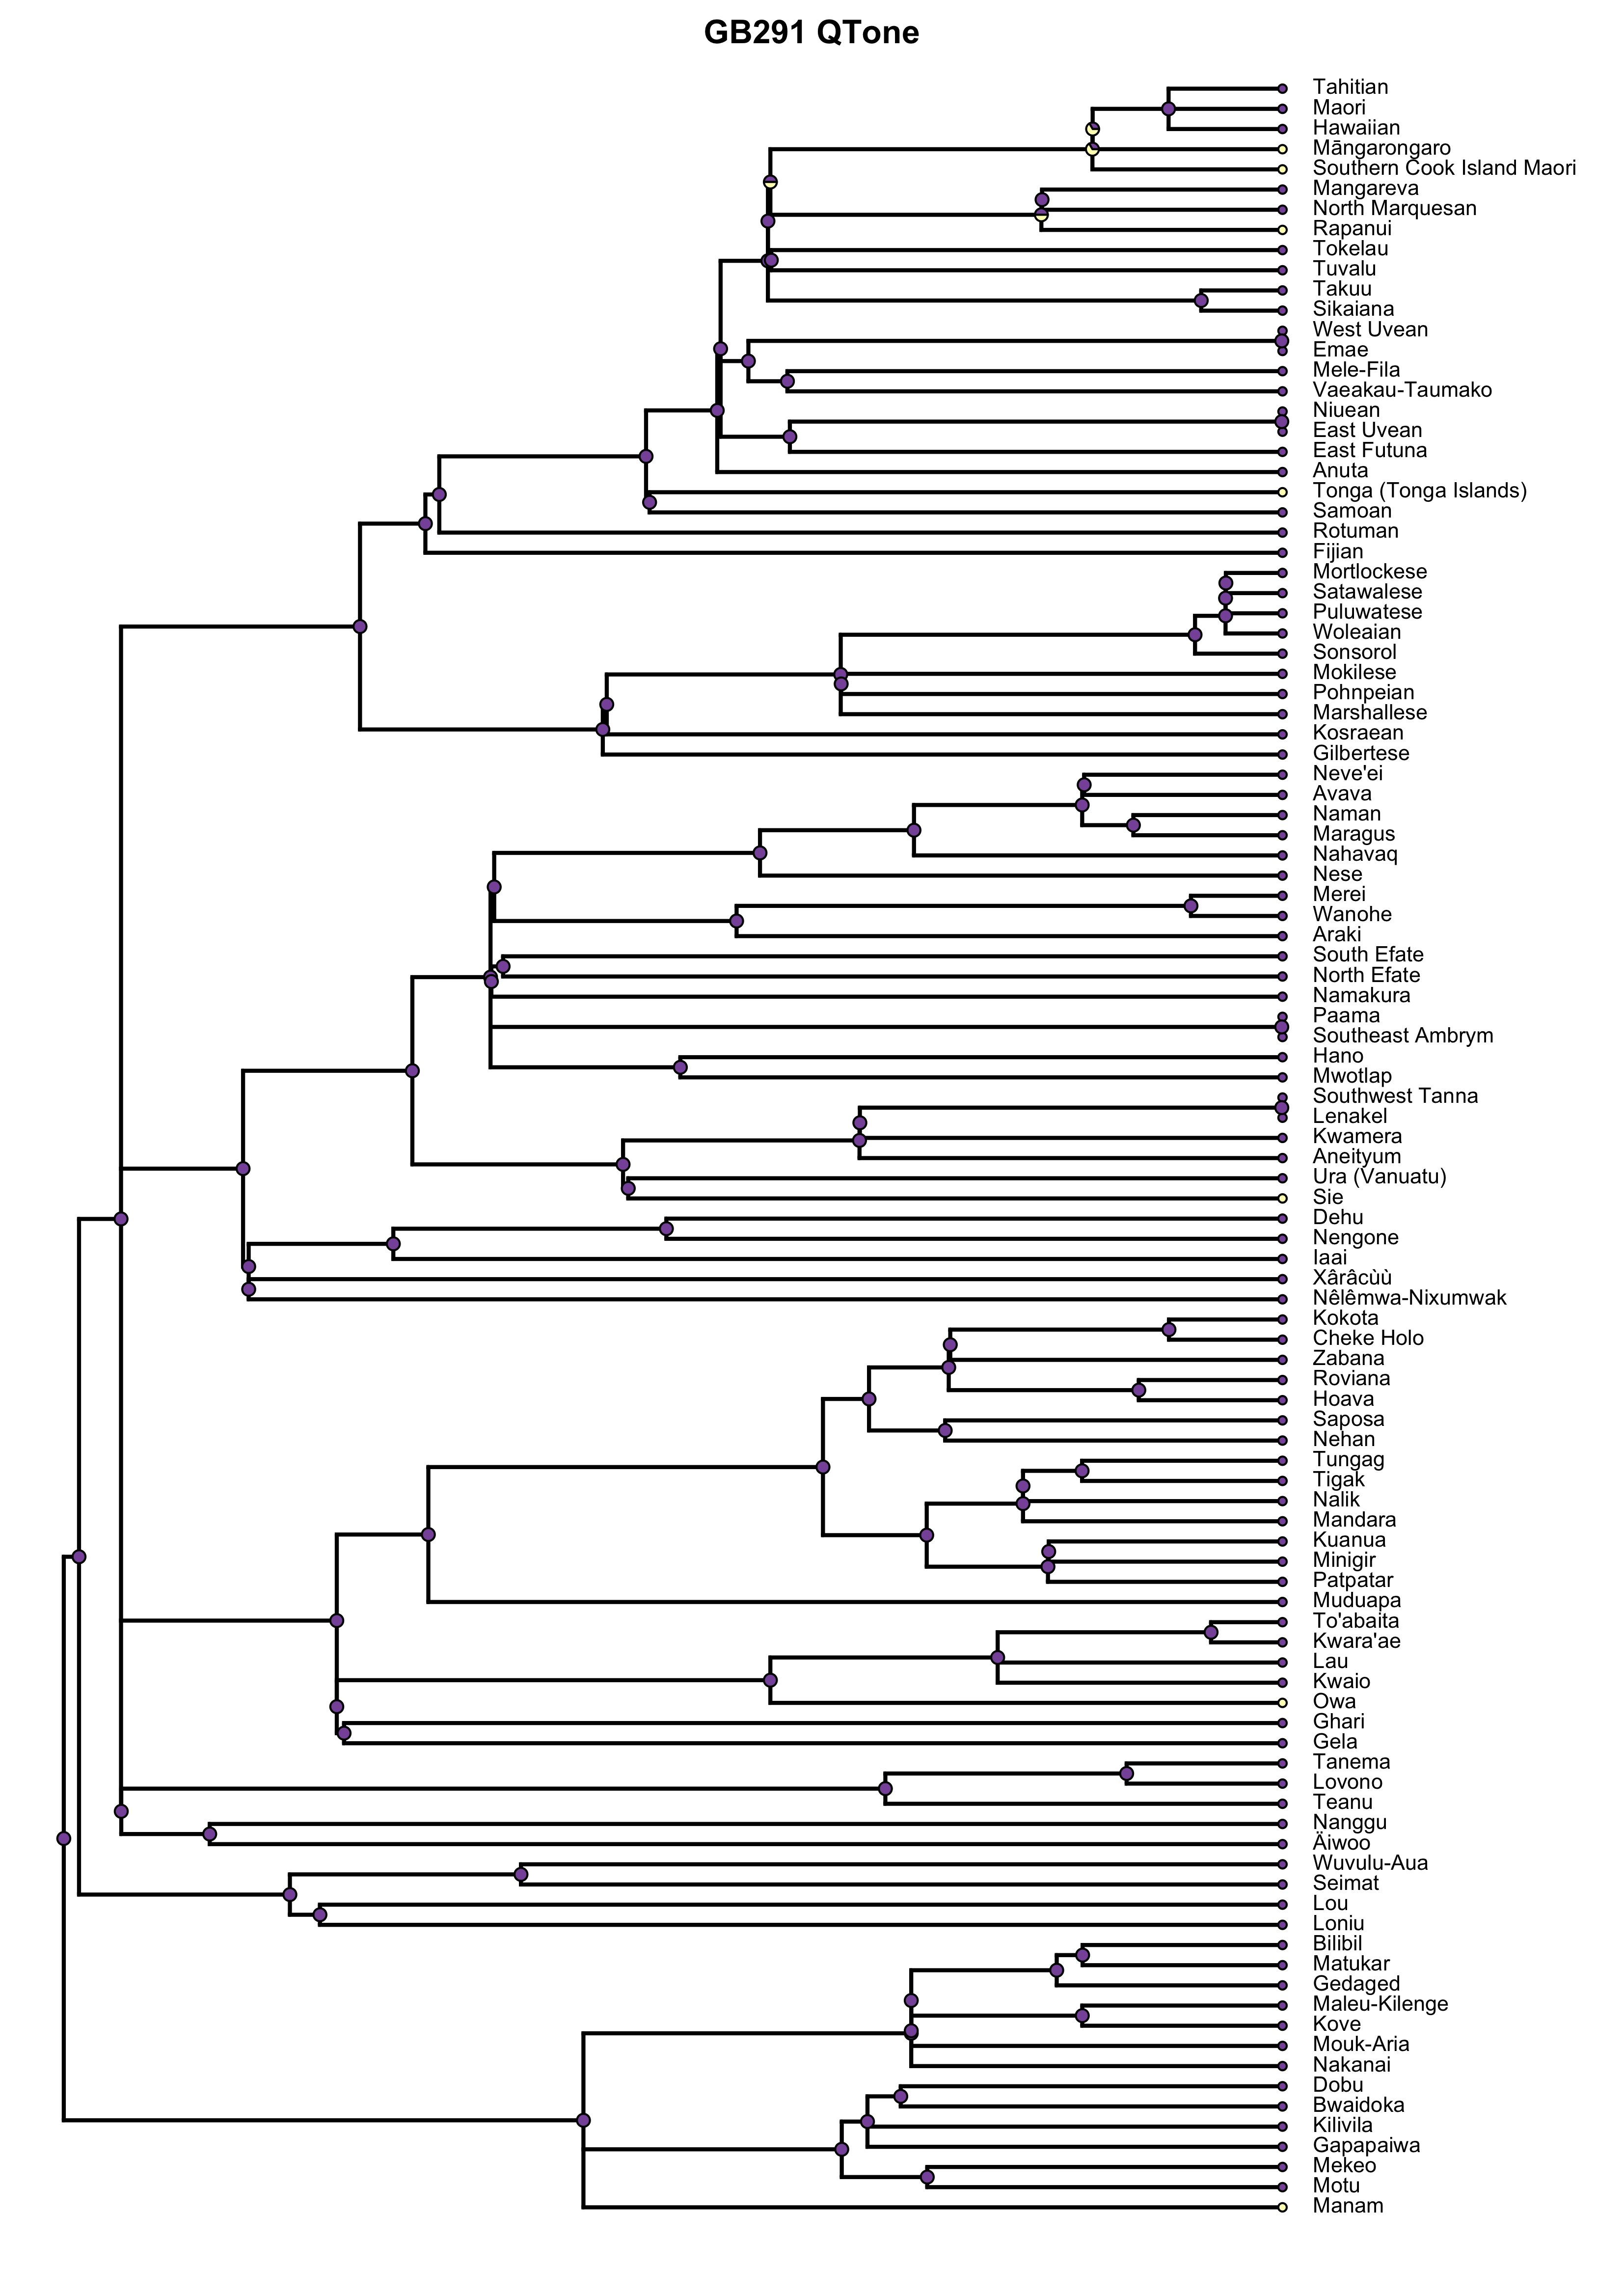 GB291 QTone
Tahitian
Maori
Hawaiian
Māngarongaro
Southern Cook Island Maori
Mangareva
North Marquesan
Rapanui
Tokelau
Tuvalu
Takuu
Sikaiana
West Uvean
Emae
Mele-Fila
Vaeakau-Taumako
Niuean
East Uvean
East Futuna
Anuta
Tonga (Tonga Islands)
Samoan
Rotuman
Fijian
Mortlockese
Satawalese
Puluwatese
Woleaian
Sonsorol
Mokilese
Pohnpeian
Marshallese
Kosraean
Gilbertese
Neve'ei
Avava
Naman
Maragus
Nahavaq
Nese
Merei
Wanohe
Araki
South Efate
North Efate
Namakura
Paama
Southeast Ambrym
Hano
Mwotlap
Southwest Tanna
Lenakel
Kwamera
Aneityum
Ura (Vanuatu)
Sie
Dehu
Nengone
Iaai
Xârâcùù
Nêlêmwa-Nixumwak
Kokota
Cheke Holo
Zabana
Roviana
Hoava
Saposa
Nehan
Tungag
Tigak
Nalik
Mandara
Kuanua
Minigir
Patpatar
Muduapa
To'abaita
Kwara'ae
Lau
Kwaio
Owa
Ghari
Gela
Tanema
Lovono
Teanu
Nanggu
Äiwoo
Wuvulu-Aua
Seimat
Lou
Loniu
Bilibil
Matukar
Gedaged
Maleu-Kilenge
Kove
Mouk-Aria
Nakanai
Dobu
Bwaidoka
Kilivila
Gapapaiwa
Mekeo
Motu
Manam